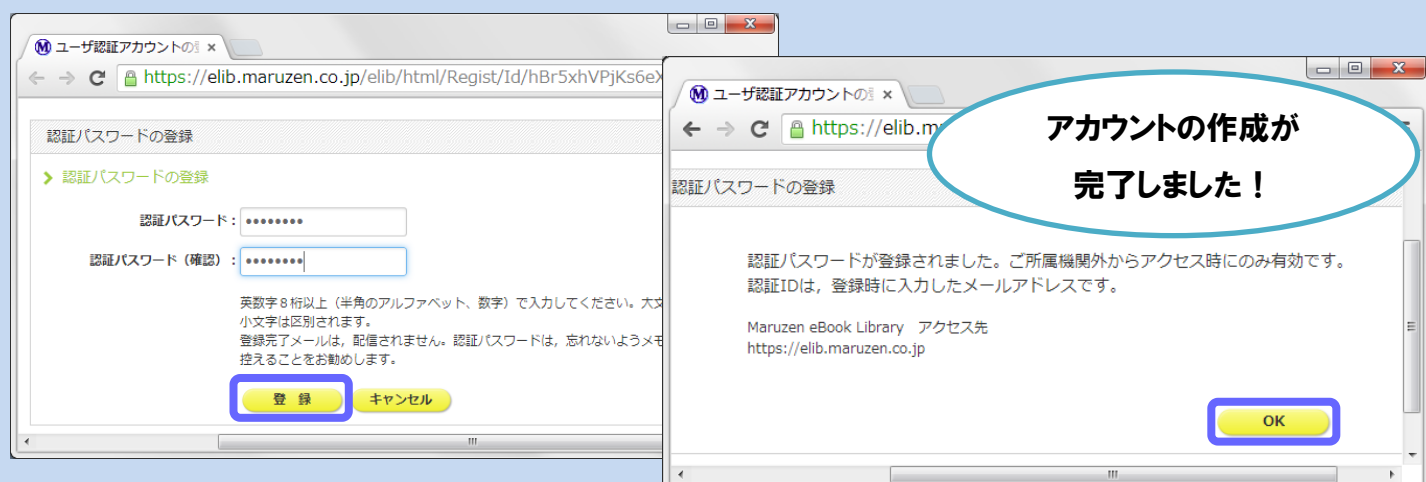 ユーザ認証アカウントの
https://elib.maruzen.co.jp/elib/html/Regist/Id/hBr5xhVPjKs6e
認証パスワードの登録
認証パスワードの登録
認証パスワード：
認証パスワード（確認）：
英数字８桁以上（半角のアルファベット、数字）で入力してください。大文
小文字は区別されます。
登録完了メールは，配信されません。認証パスワードは，忘れないようメモ
控えることをお勧めします。
登 録 キャンセル
ユーザ認証アカウントの
https://elib.m
アカウントの作成が
完了しました！
認証パスワードの登録
認証パスワードが登録されました。ご所属機関外からアクセス時にのみ有効です。
認証IDは，登録時に入力したメールアドレスです。
Maruzen eBook Library アクセス先
https://elib.maruzen.co.jp
OK